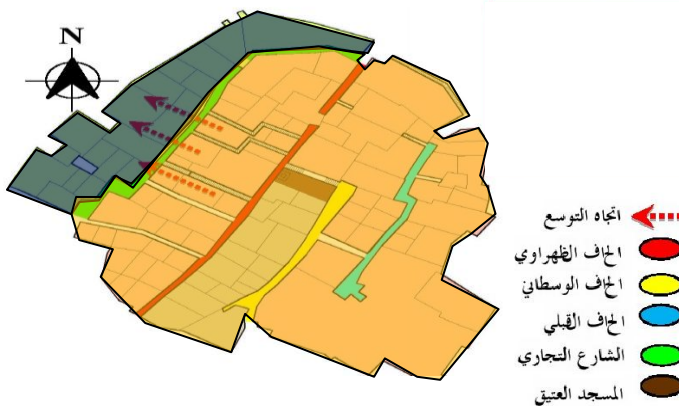 N
اتجاه التوسع
الحاف الظهراوي
الحاف الوسطاني
الحاف القبلي
الشارع التجاري
المسجد العتيق